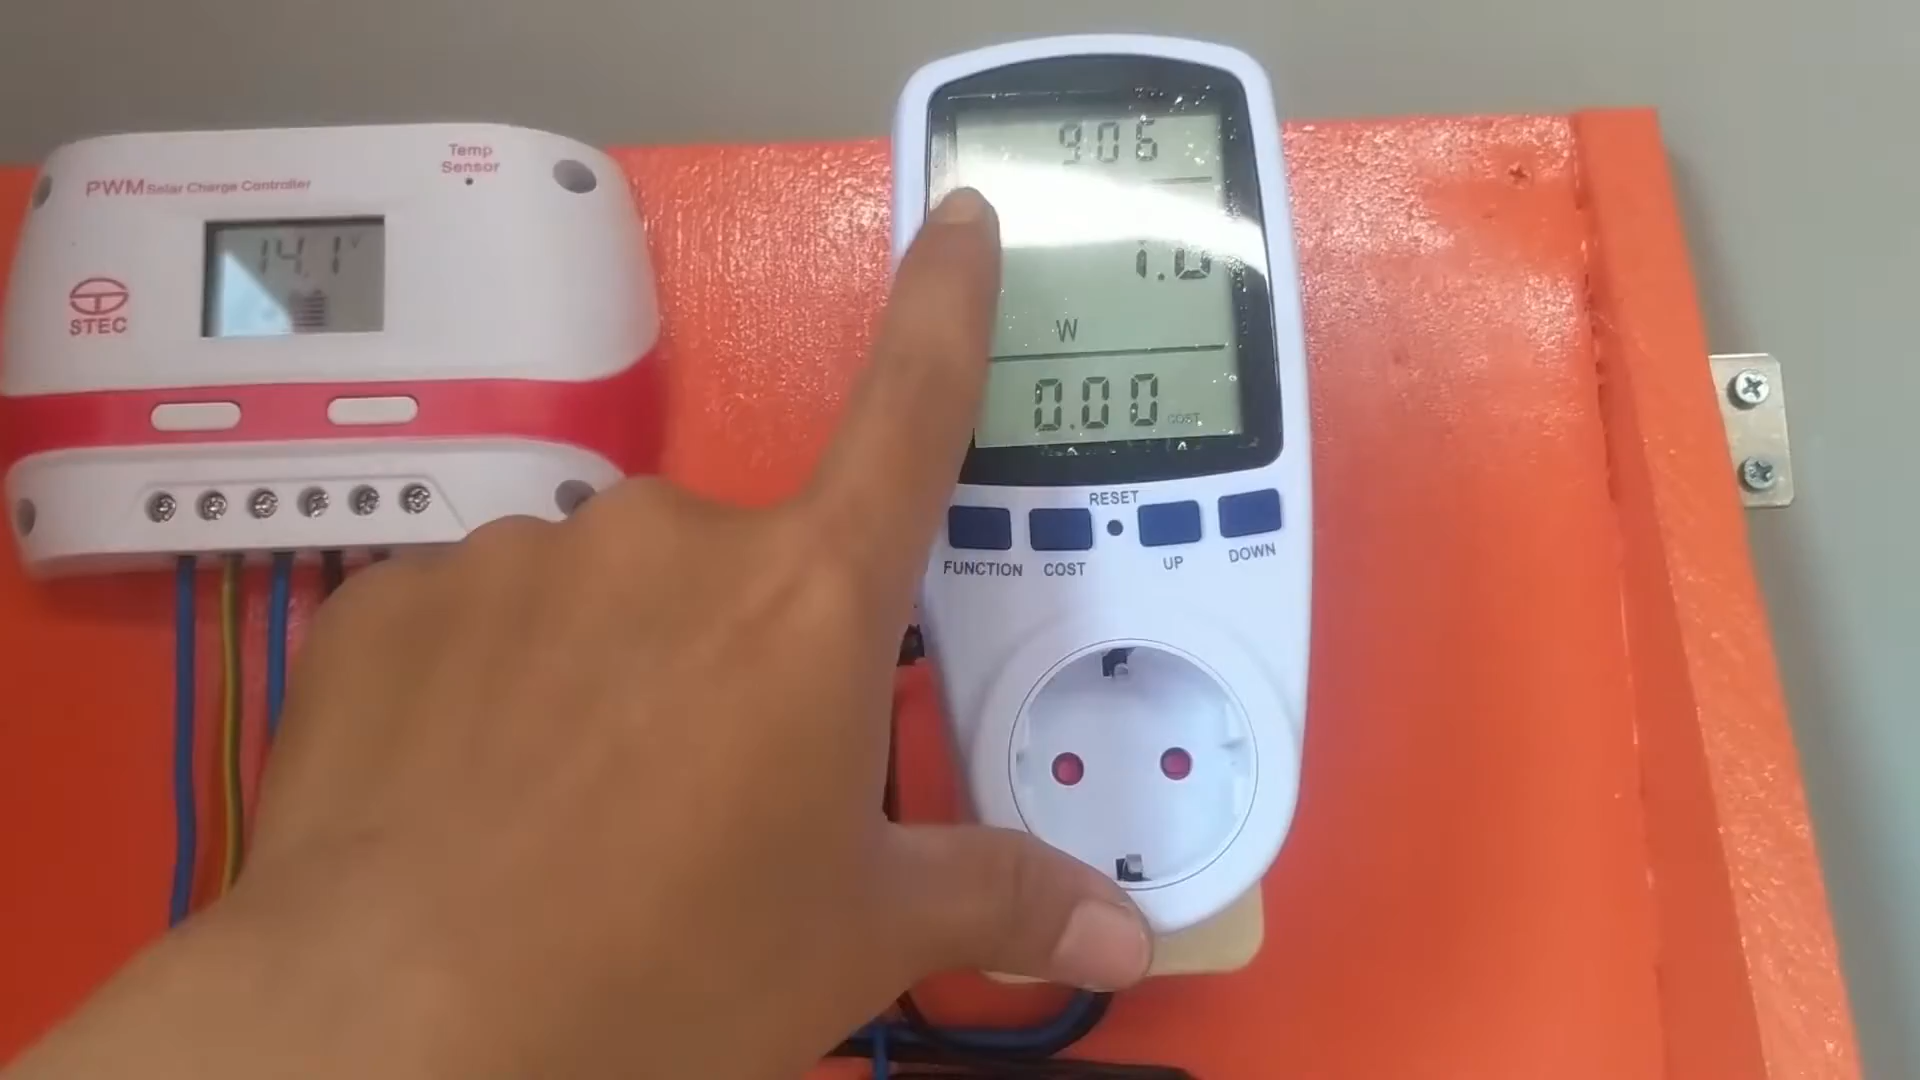 PWM Solar Charge Controller
Temp
Sensor
14.1 V
STEC
906
1.0
W
0.00 COST
RESET
FUNCTION COST UP DOWN